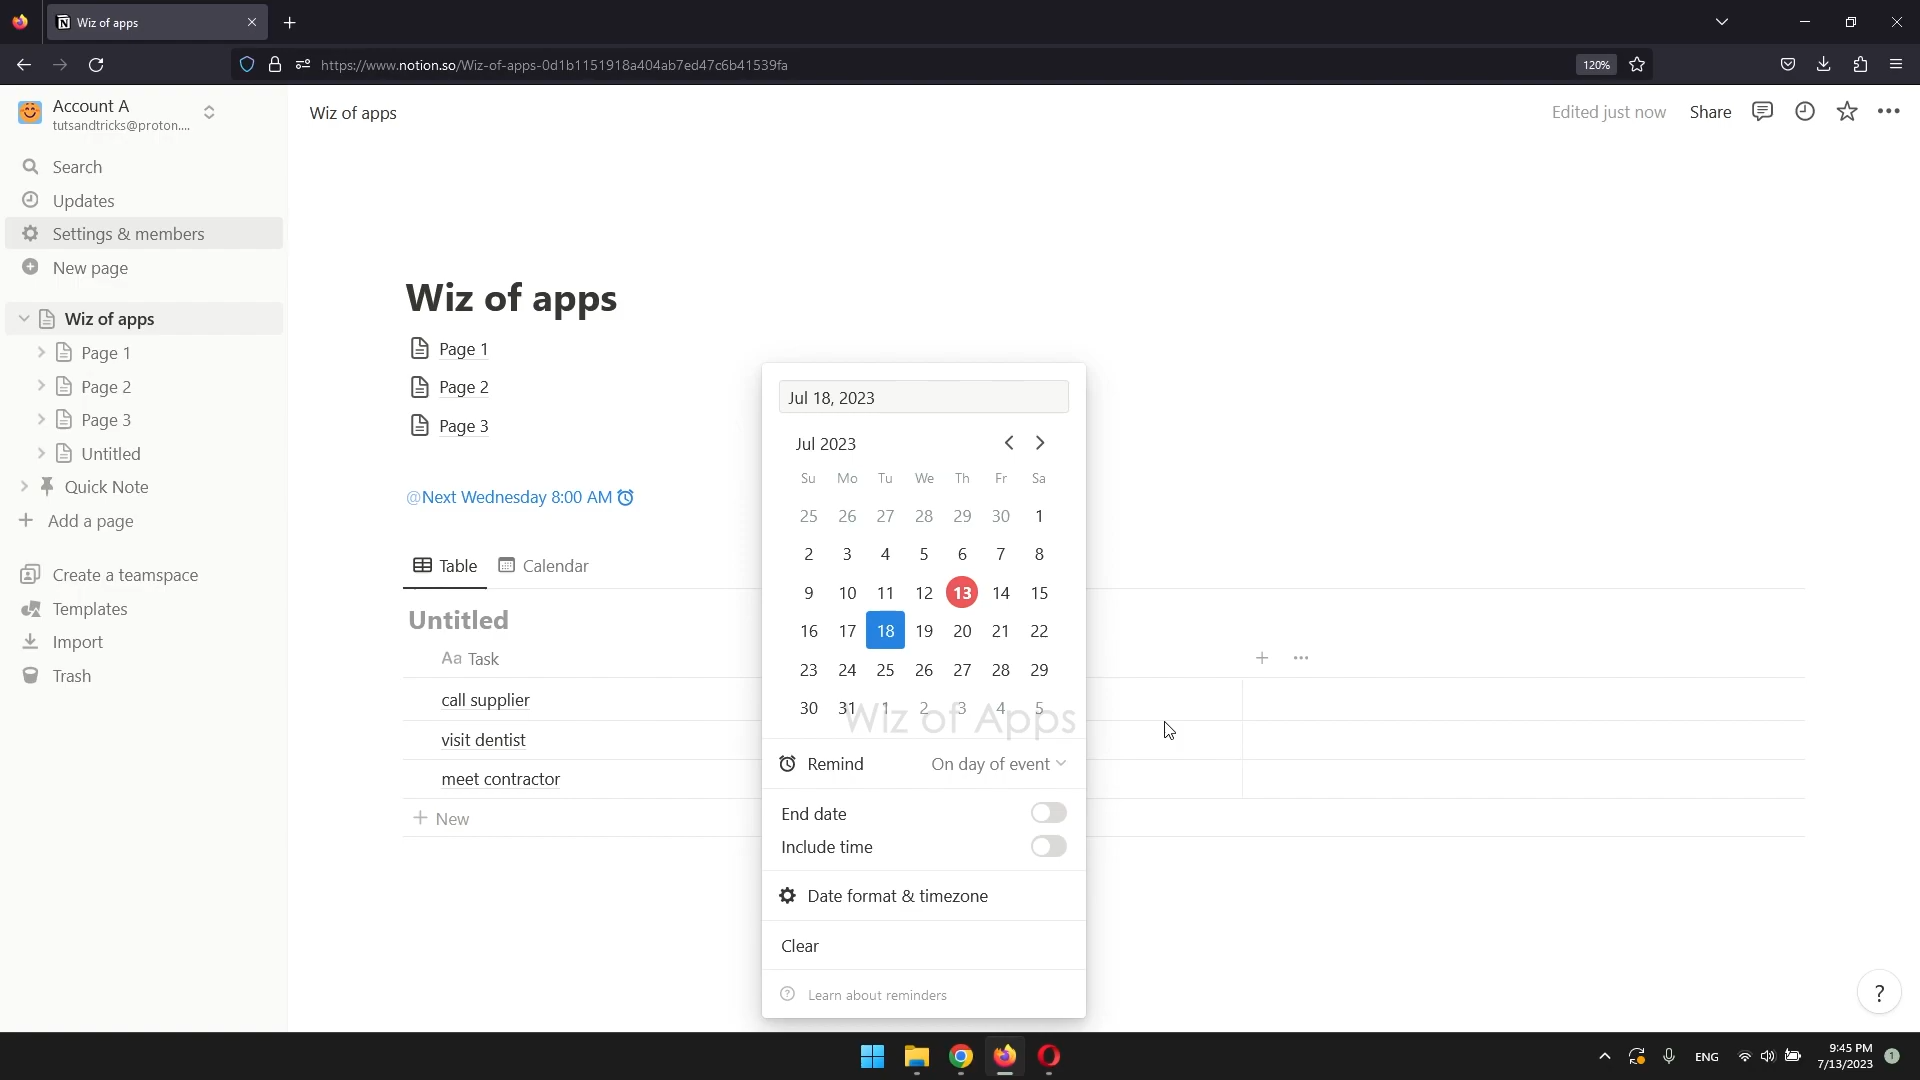 Wiz of apps
https://www.notion.so/Wiz-of-apps-0d1b1151918a404ab7ed47c6b41539fa
120%
Account A
tutsandtricks@proton....
Wiz of apps
Edited just now
Share
Search
Updates
Settings & members
New page
Wiz of apps
Page 1
Page 2
Page 3
Untitled
Quick Note
Add a page
Create a teamspace
Templates
Import
Trash
Wiz of apps
Page 1
Page 2
Page 3
@Next Wednesday 8:00 AM
Table Calendar
Untitled
Aa Task
call supplier
visit dentist
meet contractor
New
Jul 18, 2023
Jul 2023
Su Mo Tu We Th Fr Sa
25 26 27 28 29 30 1
2 3 4 5 6 7 8
9 10 11 12 13 14 15
16 17 18 19 20 21 22
23 24 25 26 27 28 29
30 31 1 2 3 4 5
Wiz of Apps
Remind On day of event
End date
Include time
Date format & timezone
Clear
Learn about reminders
?
ENG
9:45 PM
7/13/2023
1